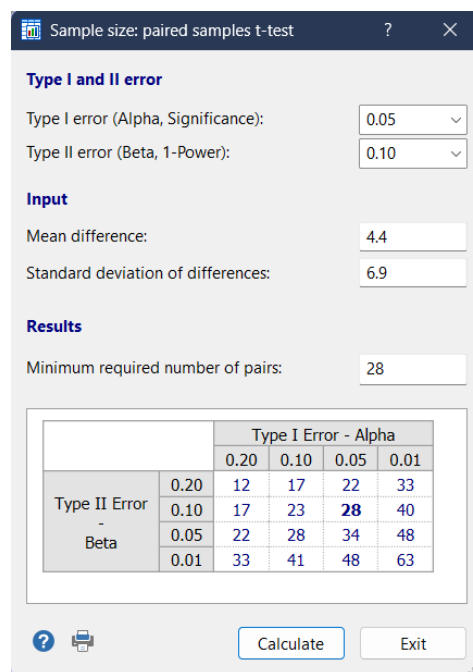 Sample size: paired samples t-test ? ×
Type I and II error
Type I error (Alpha, Significance): 0.05
Type II error (Beta, 1-Power): 0.10
Input
Mean difference: 4.4
Standard deviation of differences: 6.9
Results
Minimum required number of pairs: 28
Type I Error - Alpha
0.20 0.10 0.05 0.01
Type II Error - Beta
0.20 12 17 22 33
0.10 17 23 28 40
0.05 22 28 34 48
0.01 33 41 48 63
? Calculate Exit